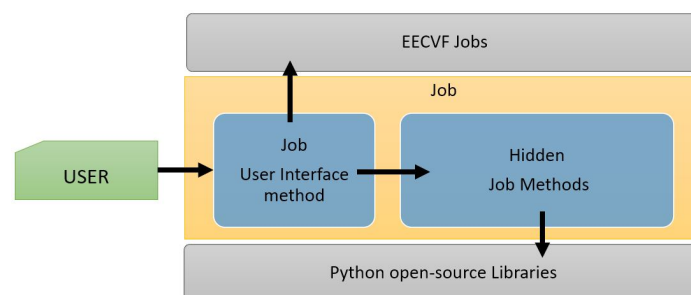 EECVF Jobs
Job
USER
Job
User Interface
method
Hidden
Job Methods
Python open-source Libraries